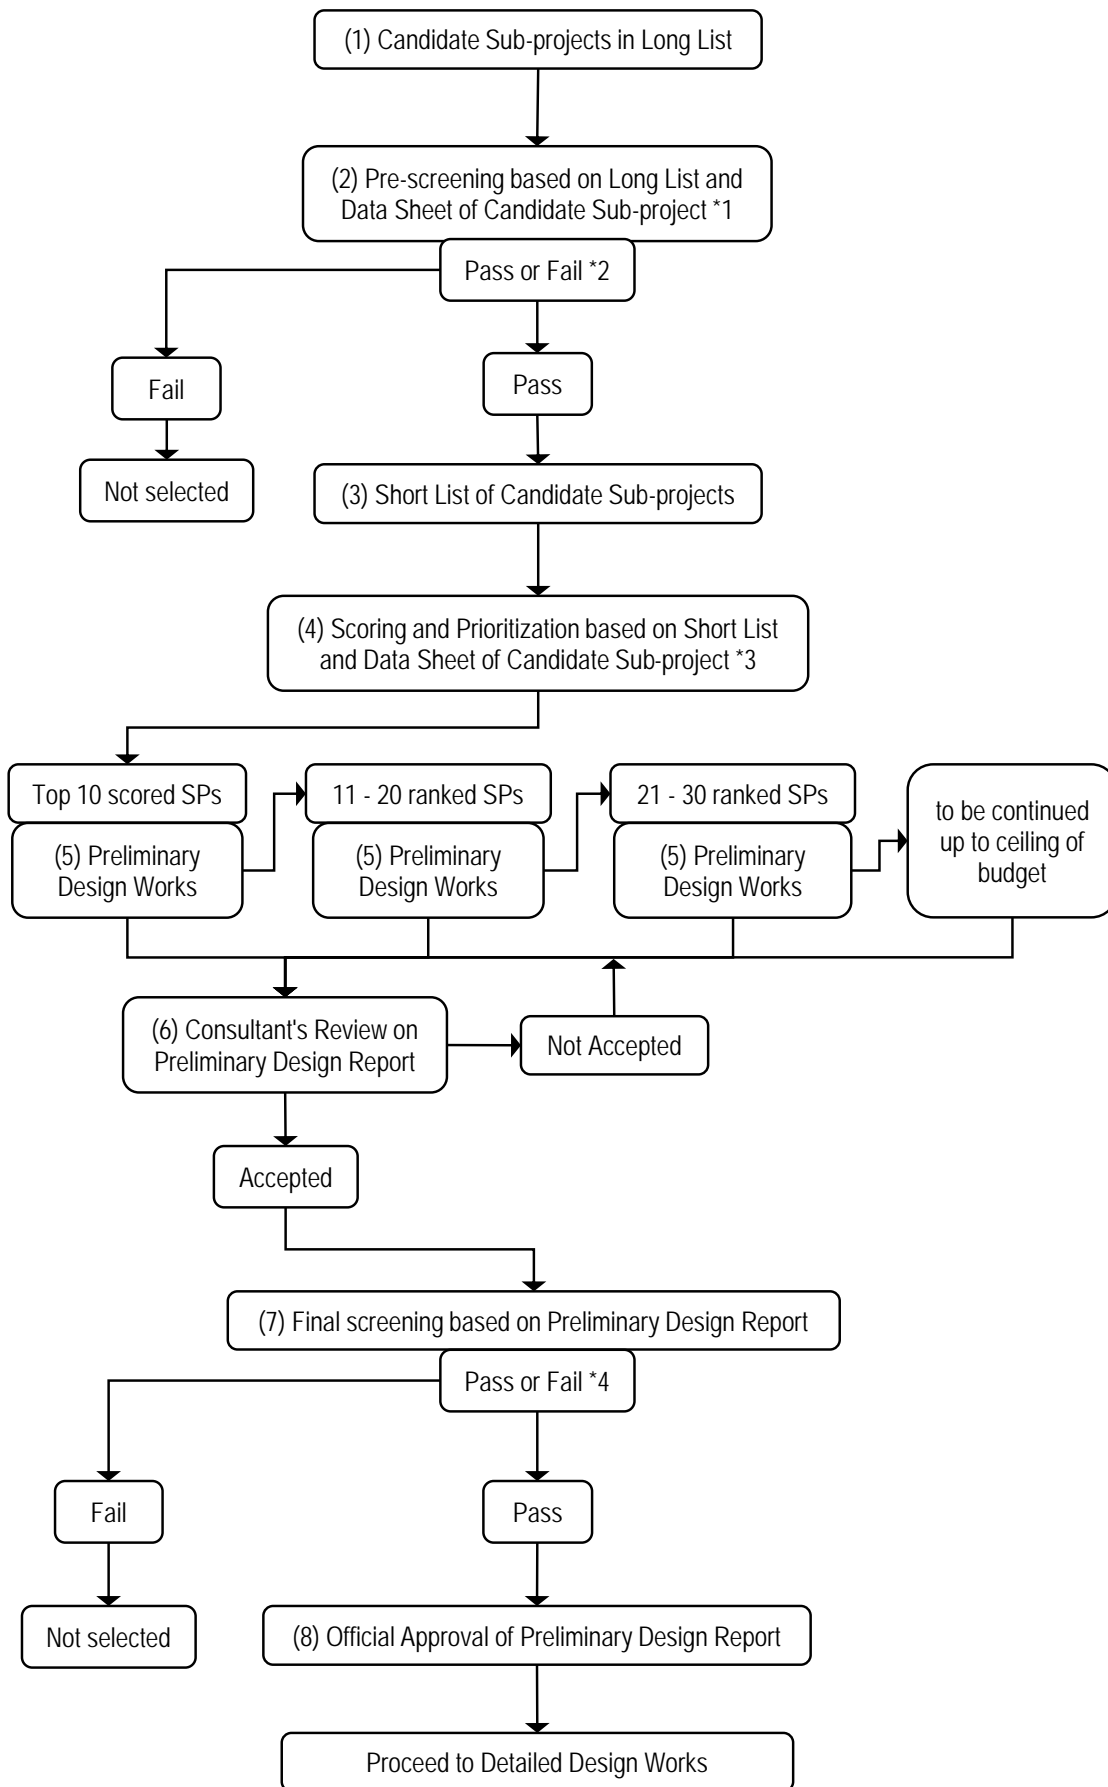 (1) Candidate Sub-projects in Long List
(2) Pre-screening based on Long List and
Data Sheet of Candidate Sub-project *1
Pass or Fail *2
Fail
Pass
Not selected
(3) Short List of Candidate Sub-projects
(4) Scoring and Prioritization based on Short List
and Data Sheet of Candidate Sub-project *3
Top 10 scored SPs
(5) Preliminary
Design Works
11 - 20 ranked SPs
(5) Preliminary
Design Works
21 - 30 ranked SPs
(5) Preliminary
Design Works
to be continued
up to ceiling of
budget
(6) Consultant's Review on
Preliminary Design Report
Not Accepted
Accepted
(7) Final screening based on Preliminary Design Report
Pass or Fail *4
Fail
Pass
Not selected
(8) Official Approval of Preliminary Design Report
Proceed to Detailed Design Works